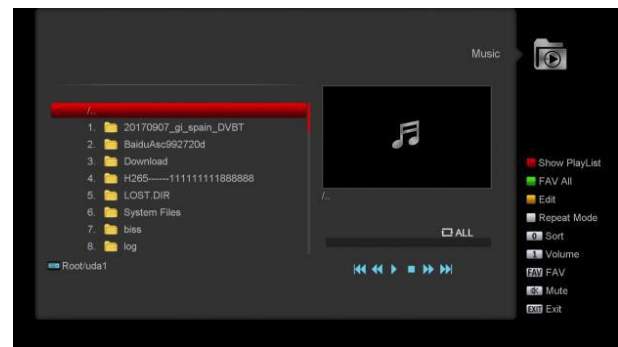 Music
/..
1. 20170907_gi_spain_DVBT
2. BaiduAsc992720d
3. Download
4. H265------111111111888888
5. LOST.DIR
6. System Files
7. biss
8. log
Root/uda1
/..
ALL
Show PlayList
FAV All
Edit
Repeat Mode
0 Sort
1 Volume
FAV FAV
Mute
EXIT Exit